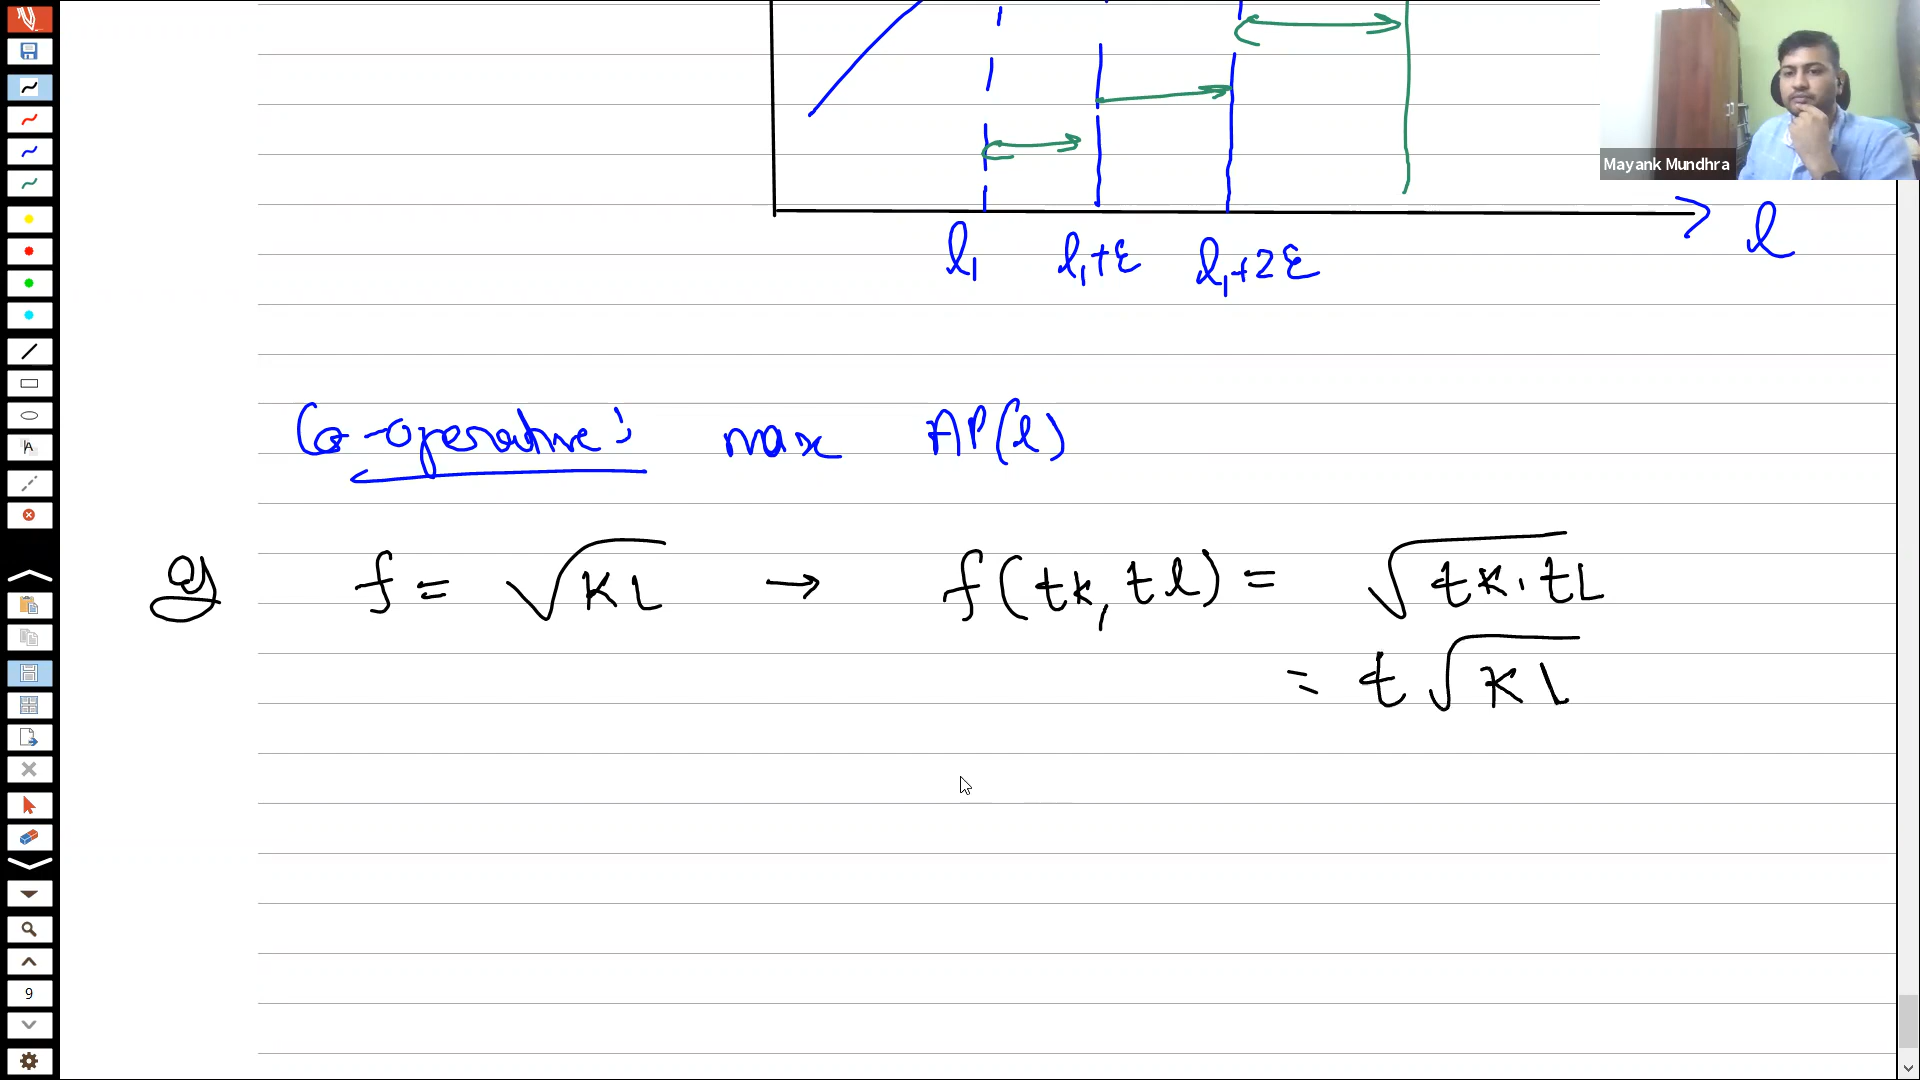 Mayank Mundhra
l
l₁ l₁+ε l₁+2ε
Co-operative: max AP(l)
eg f = √KL → f(tk, tl) = √tK.tL
= t √KL
9